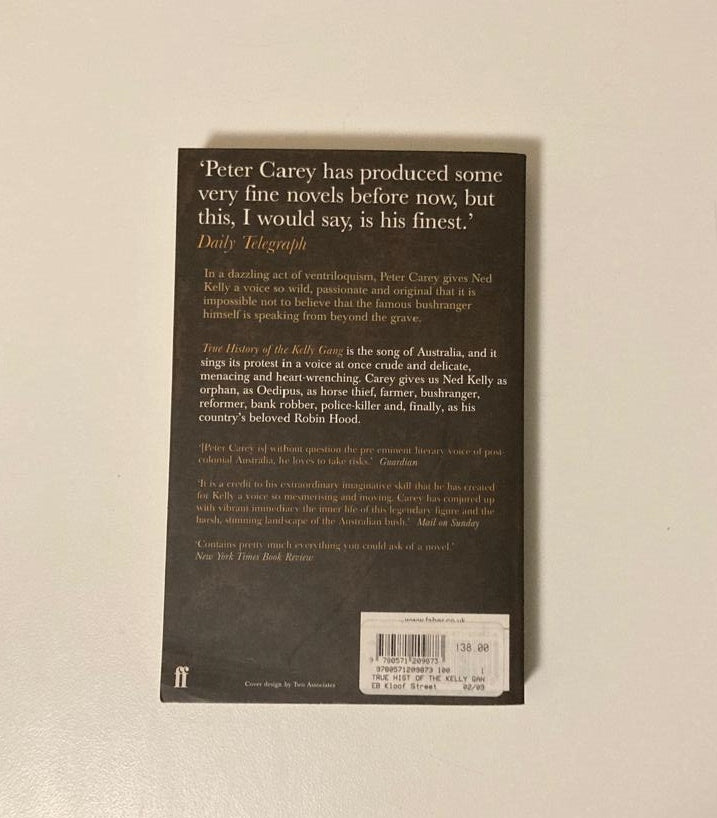 ‘Peter Carey has produced some
very fine novels before now, but
this, I would say, is his finest.’
Daily Telegraph
In a dazzling act of ventriloquism, Peter Carey gives Ned
Kelly a voice so wild, passionate and original that it is
impossible not to believe that the famous bushranger
himself is speaking from beyond the grave.
True History of the Kelly Gang is the song of Australia, and it
sings its protest in a voice at once crude and delicate,
menacing and heart-wrenching. Carey gives us Ned Kelly as
orphan, as Oedipus, as horse thief, farmer, bushranger,
reformer, bank robber, police-killer and, finally, as his
country's beloved Robin Hood.
‘[Peter Carey is] without question the pre eminent literary voice of post-
colonial Australia, he loves to take risks.’ Guardian
‘It is a credit to his extraordinary imaginative skill that he has created
for Kelly a voice so mesmerising and moving. Carey has conjured up
with vibrant immediacy the inner life of this legendary figure and the
harsh, stunning landscape of the Australian bush.’ Mail on Sunday
‘Contains pretty much everything you could ask of a novel.’
New York Times Book Review
www.faber.co.uk
138.00
9 780571 209873
9780571209873 100 1
TRUE HIST OF THE KELLY GAN
EB Kloof Street 02/09
ff
Cover design by Two Associates